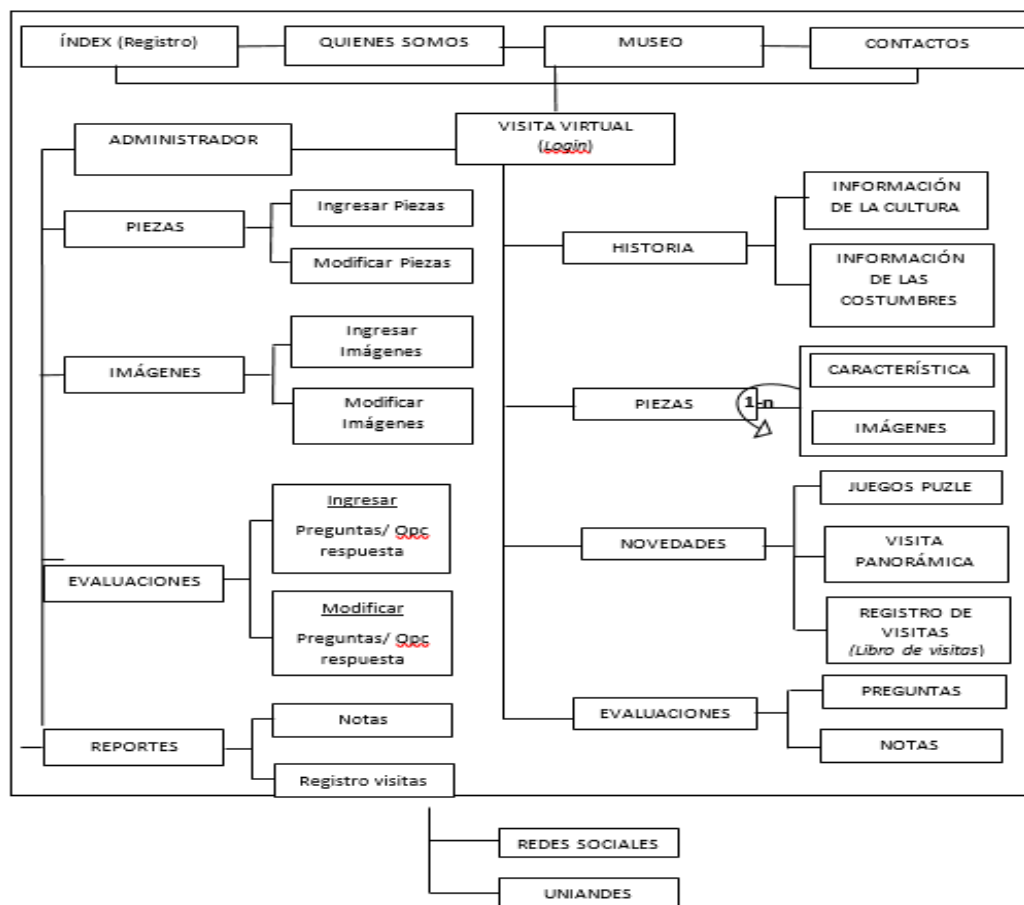 ÍNDEX (Registro)
QUIENES SOMOS
MUSEO
CONTACTOS
VISITA VIRTUAL
(Login)
ADMINISTRADOR
PIEZAS
Ingresar Piezas
Modificar Piezas
IMÁGENES
Ingresar
Imágenes
Modificar
Imágenes
EVALUACIONES
Ingresar
Preguntas/ Opc
respuesta
Modificar
Preguntas/ Opc
respuesta
REPORTES
Notas
Registro visitas
HISTORIA
INFORMACIÓN
DE LA CULTURA
INFORMACIÓN
DE LAS
COSTUMBRES
PIEZAS
1-n
CARACTERÍSTICA
IMÁGENES
NOVEDADES
JUEGOS PUZLE
VISITA
PANORÁMICA
REGISTRO DE
VISITAS
(Libro de visitas)
EVALUACIONES
PREGUNTAS
NOTAS
REDES SOCIALES
UNIANDES